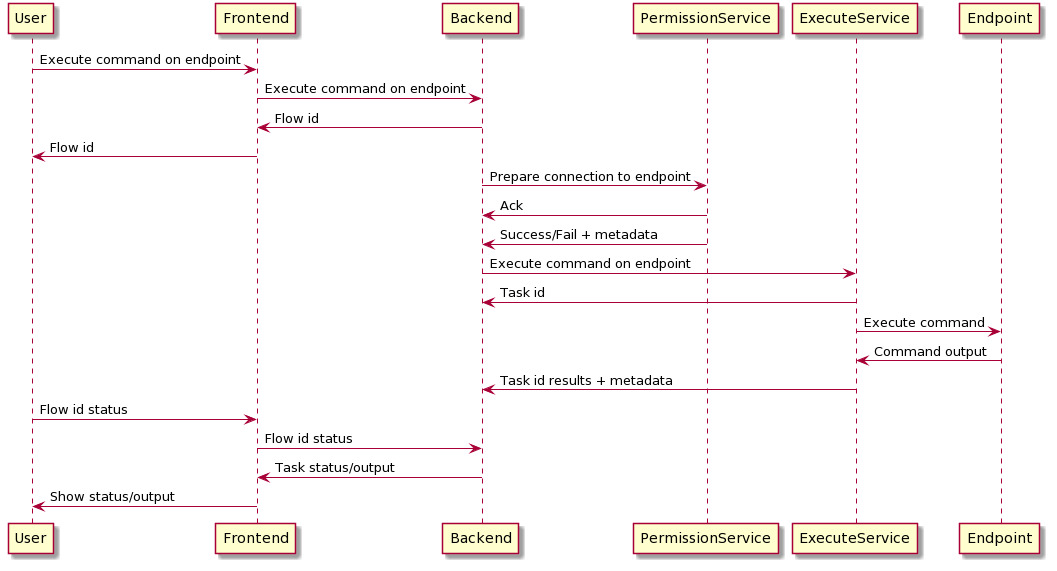 User Frontend Backend PermissionService ExecuteService Endpoint
Execute command on endpoint
Execute command on endpoint
Flow id
Flow id
Prepare connection to endpoint
Ack
Success/Fail + metadata
Execute command on endpoint
Task id
Execute command
Command output
Task id results + metadata
Flow id status
Flow id status
Task status/output
Show status/output
User Frontend Backend PermissionService ExecuteService Endpoint